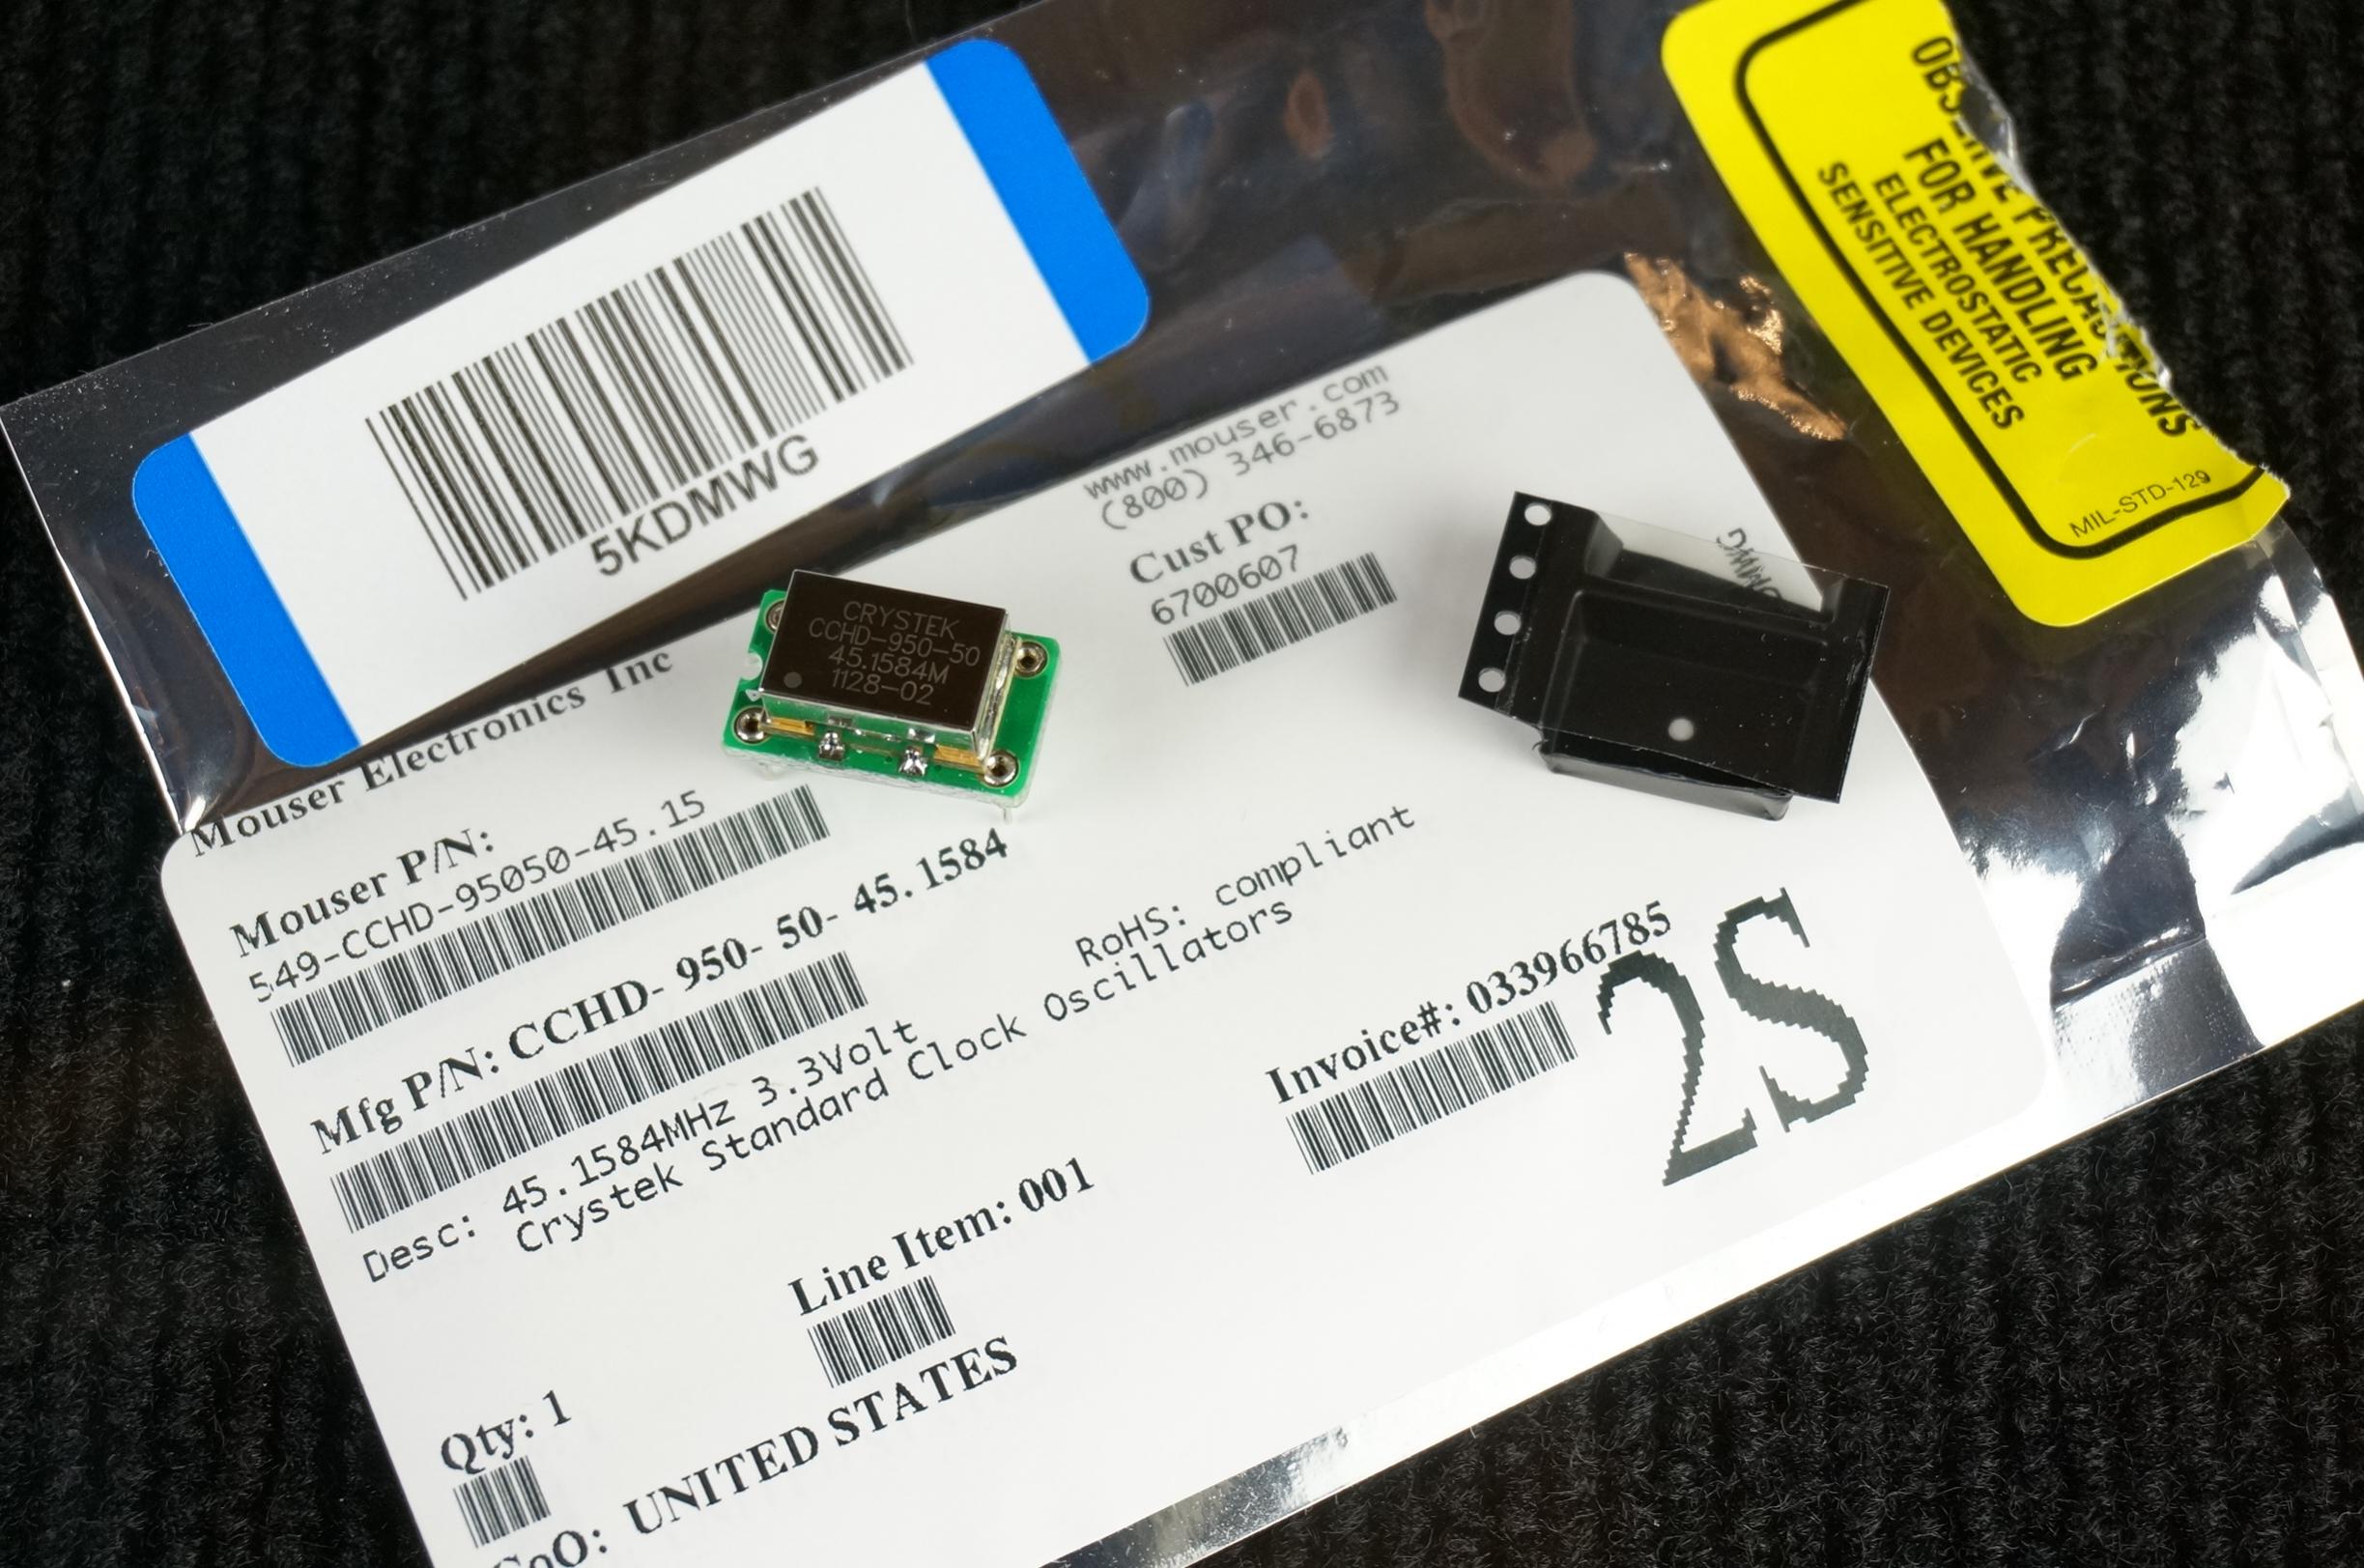 5KDMWG
OBSERVE PRECAUTIONS
FOR HANDLING
ELECTROSTATIC
SENSITIVE DEVICES
MIL-STD-129
www.mouser.com
(800) 346-6873
Cust PO:
6700607
CRYSTEK
CCHD-950-50
45.1584M
1128-02
Mouser Electronics Inc
Mouser P/N:
549-CCHD-95050-45.15
Mfg P/N: CCHD- 950- 50- 45.1584
Desc: 45.1584MHz 3.3Volt
Crystek Standard Clock Oscillators
RoHS: compliant
Invoice#: 033966785
2S
Line Item: 001
Qty: 1
CoO: UNITED STATES